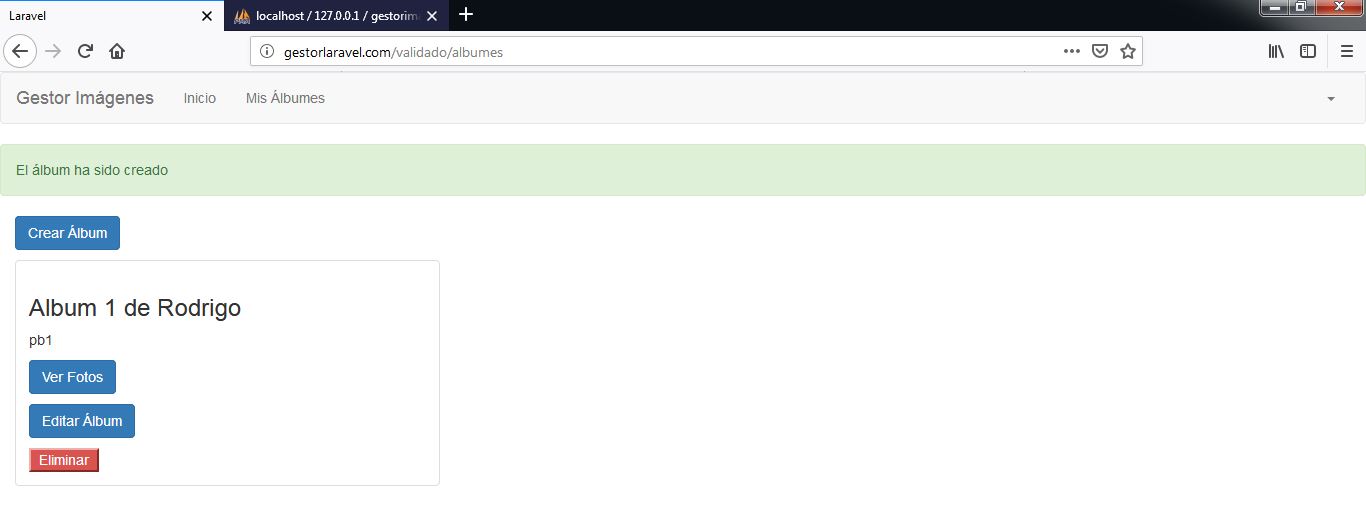 Laravel
localhost / 127.0.0.1 / gestorim
gestorlaravel.com/validado/albumes
Gestor Imágenes Inicio Mis Álbumes
El álbum ha sido creado
Crear Álbum
Album 1 de Rodrigo
pb1
Ver Fotos
Editar Álbum
Eliminar